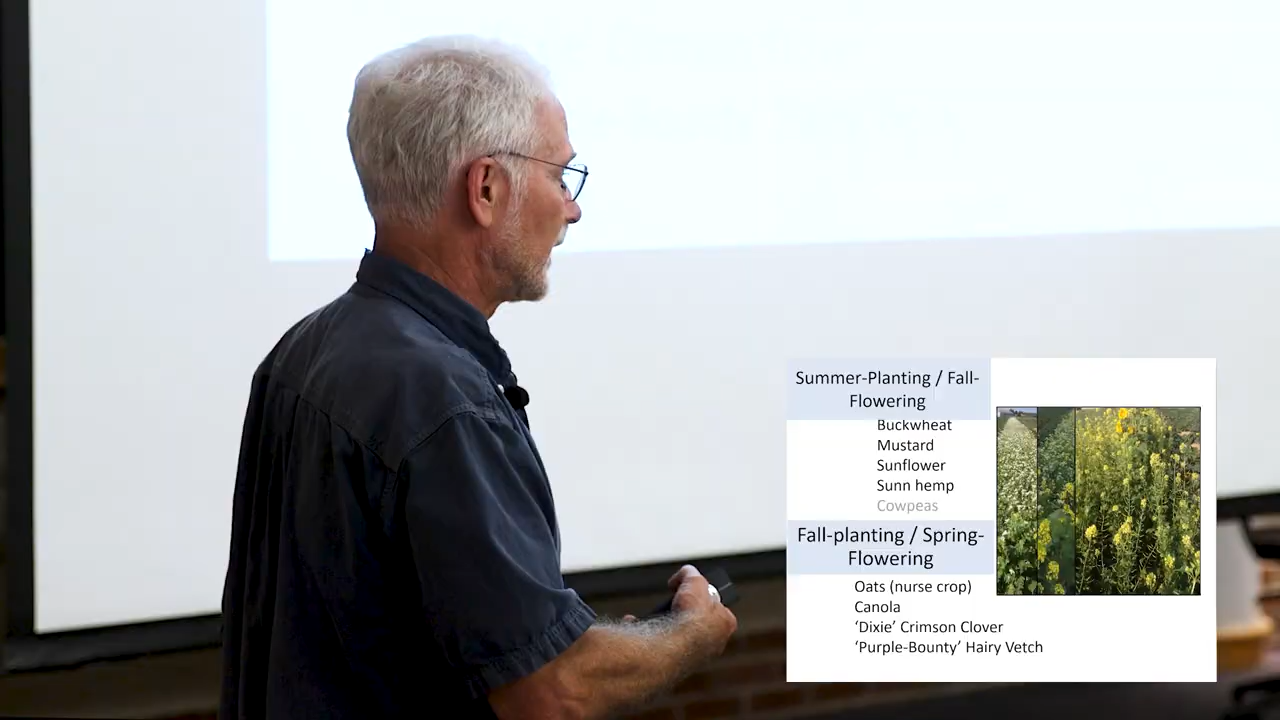 Summer-Planting / Fall-
Flowering
Buckwheat
Mustard
Sunflower
Sunn hemp
Cowpeas
Fall-planting / Spring-
Flowering
Oats (nurse crop)
Canola
‘Dixie’ Crimson Clover
‘Purple-Bounty’ Hairy Vetch